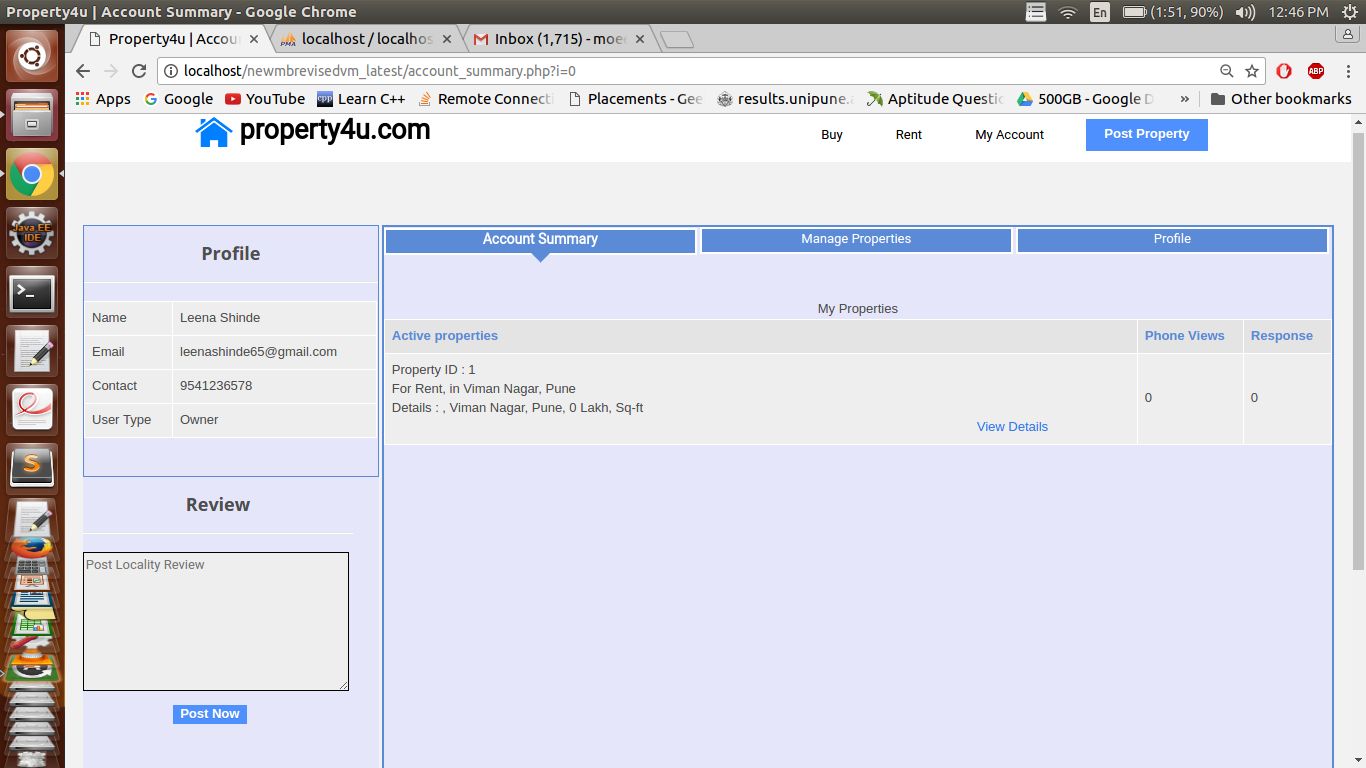 Property4u | Account Summary - Google Chrome
En
(1:51, 90%)
12:46 PM
Property4u | Accou
localhost / localhos
Inbox (1,715) - moe
localhost/newmbrevisedvm_latest/account_summary.php?i=0
ABP
Apps
Google
YouTube
cpp
Learn C++
Remote Connecti
Placements - Gee
results.unipune.a
Aptitude Questic
500GB - Google D
»
Other bookmarks
property4u.com
Buy
Rent
My Account
Post Property
Java EE
IDE
Profile
Name
Leena Shinde
Email
leenashinde65@gmail.com
Contact
9541236578
User Type
Owner
Review
Post Locality Review
Post Now
Account Summary
Manage Properties
Profile
My Properties
Active properties
Phone Views
Response
Property ID : 1
For Rent, in Viman Nagar, Pune
Details : , Viman Nagar, Pune, 0 Lakh, Sq-ft
View Details
0
0